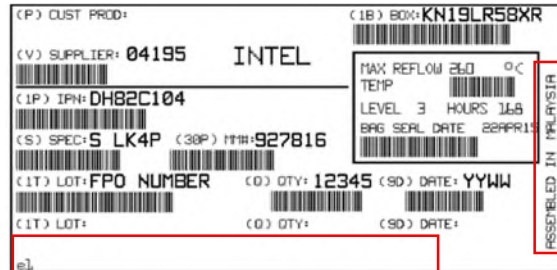 (P) CUST PROD:
(1B) BOX: KN19LR58XR
(V) SUPPLIER: 04195
INTEL
MAX REFLOW 260 °C
TEMP
(1P) IPN: DH82C104
LEVEL 3 HOURS 168
BAG SEAL DATE 22APR15
(S) SPEC: S LK4P (30P) MM#: 927816
(1T) LOT: FPO NUMBER (Q) QTY: 12345 (9D) DATE: YYWW
(1T) LOT: (Q) QTY: (9D) DATE:
e1
ASSEMBLED IN MALAYSIA